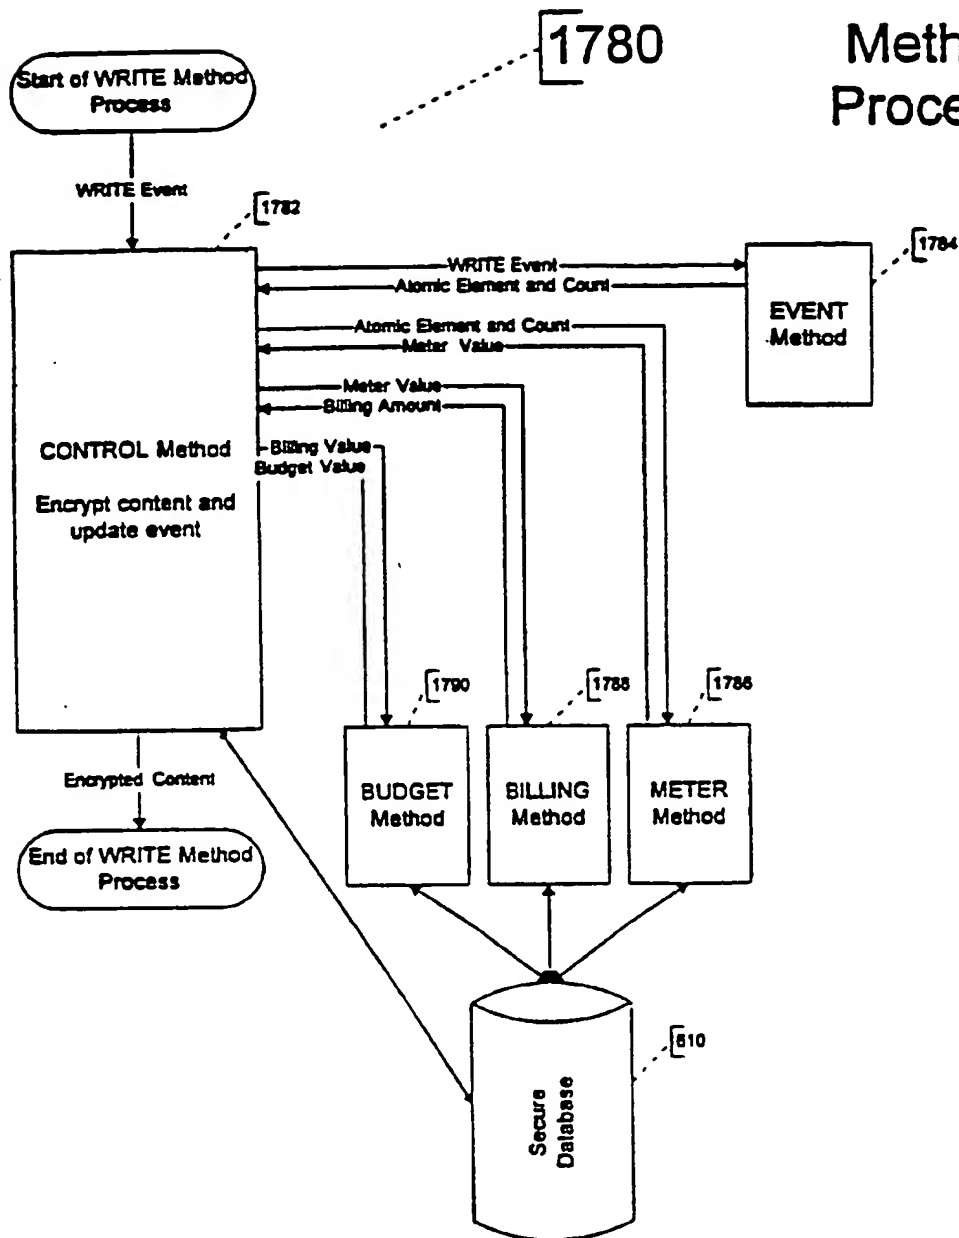 1780
Meth
Proce
Start of WRITE Method
Process
WRITE Event
1782
1784
WRITE Event
Atomic Element and Count
EVENT
Method
Atomic Element and Count
Meter Value
Meter Value
Billing Amount
CONTROL Method
Billing Value
Budget Value
Encrypt content and
update event
1790
1788
1786
Encrypted Content
BUDGET
Method
BILLING
Method
METER
Method
End of WRITE Method
Process
610
Secure
Database